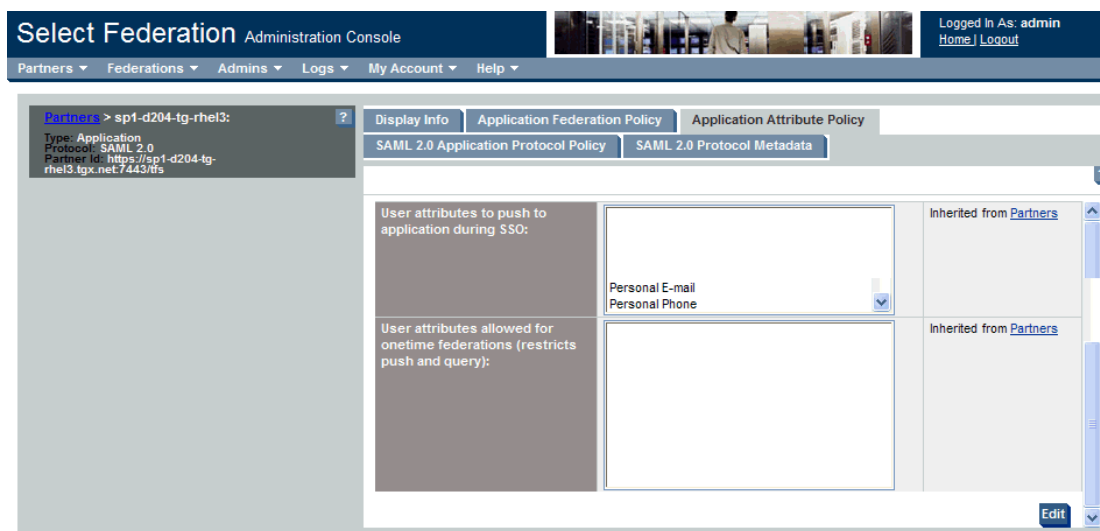 Select Federation Administration Console
Logged In As: admin
Home | Logout
Partners Federations Admins Logs My Account Help
Partners > sp1-d204-tg-rhel3:
?
Type: Application
Protocol: SAML 2.0
Partner Id: https://sp1-d204-tg-
rhel3.tgx.net:7443/tfs
Display Info Application Federation Policy Application Attribute Policy
SAML 2.0 Application Protocol Policy SAML 2.0 Protocol Metadata
User attributes to push to
application during SSO:
Personal E-mail
Personal Phone
Inherited from Partners
User attributes allowed for
onetime federations (restricts
push and query):
Inherited from Partners
Edit